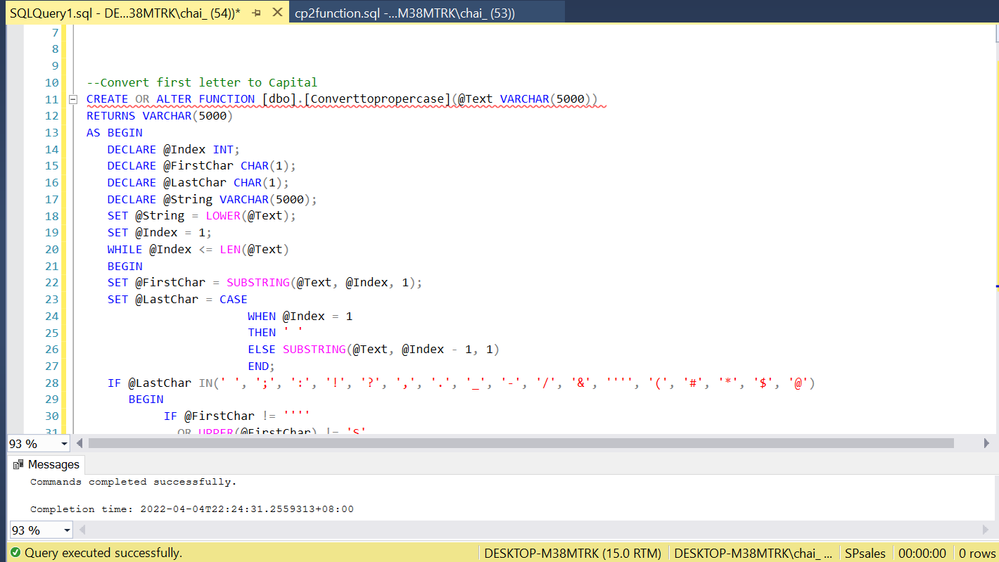 SQLQuery1.sql - DE...38MTRK\chai_ (54))*
cp2function.sql -...M38MTRK\chai_ (53))
7
8
9
10 --Convert first letter to Capital
11 CREATE OR ALTER FUNCTION [dbo].[Converttopropercase](@Text VARCHAR(5000))
12 RETURNS VARCHAR(5000)
13 AS BEGIN
14 DECLARE @Index INT;
15 DECLARE @FirstChar CHAR(1);
16 DECLARE @LastChar CHAR(1);
17 DECLARE @String VARCHAR(5000);
18 SET @String = LOWER(@Text);
19 SET @Index = 1;
20 WHILE @Index <= LEN(@Text)
21 BEGIN
22 SET @FirstChar = SUBSTRING(@Text, @Index, 1);
23 SET @LastChar = CASE
24 WHEN @Index = 1
25 THEN ' '
26 ELSE SUBSTRING(@Text, @Index - 1, 1)
27 END;
28 IF @LastChar IN(' ', ';', ':', '!', '?', ',', '.', '_', '-', '/', '&', '''', '(', '#', '*', '$', '@')
29 BEGIN
30 IF @FirstChar != ''''
31 OR UPPER(@FirstChar) != 'S'
93 %
Messages
Commands completed successfully.
Completion time: 2022-04-04T22:24:31.2559313+08:00
93 %
Query executed successfully.
DESKTOP-M38MTRK (15.0 RTM)
DESKTOP-M38MTRK\chai_ ...
SPsales
00:00:00
0 rows